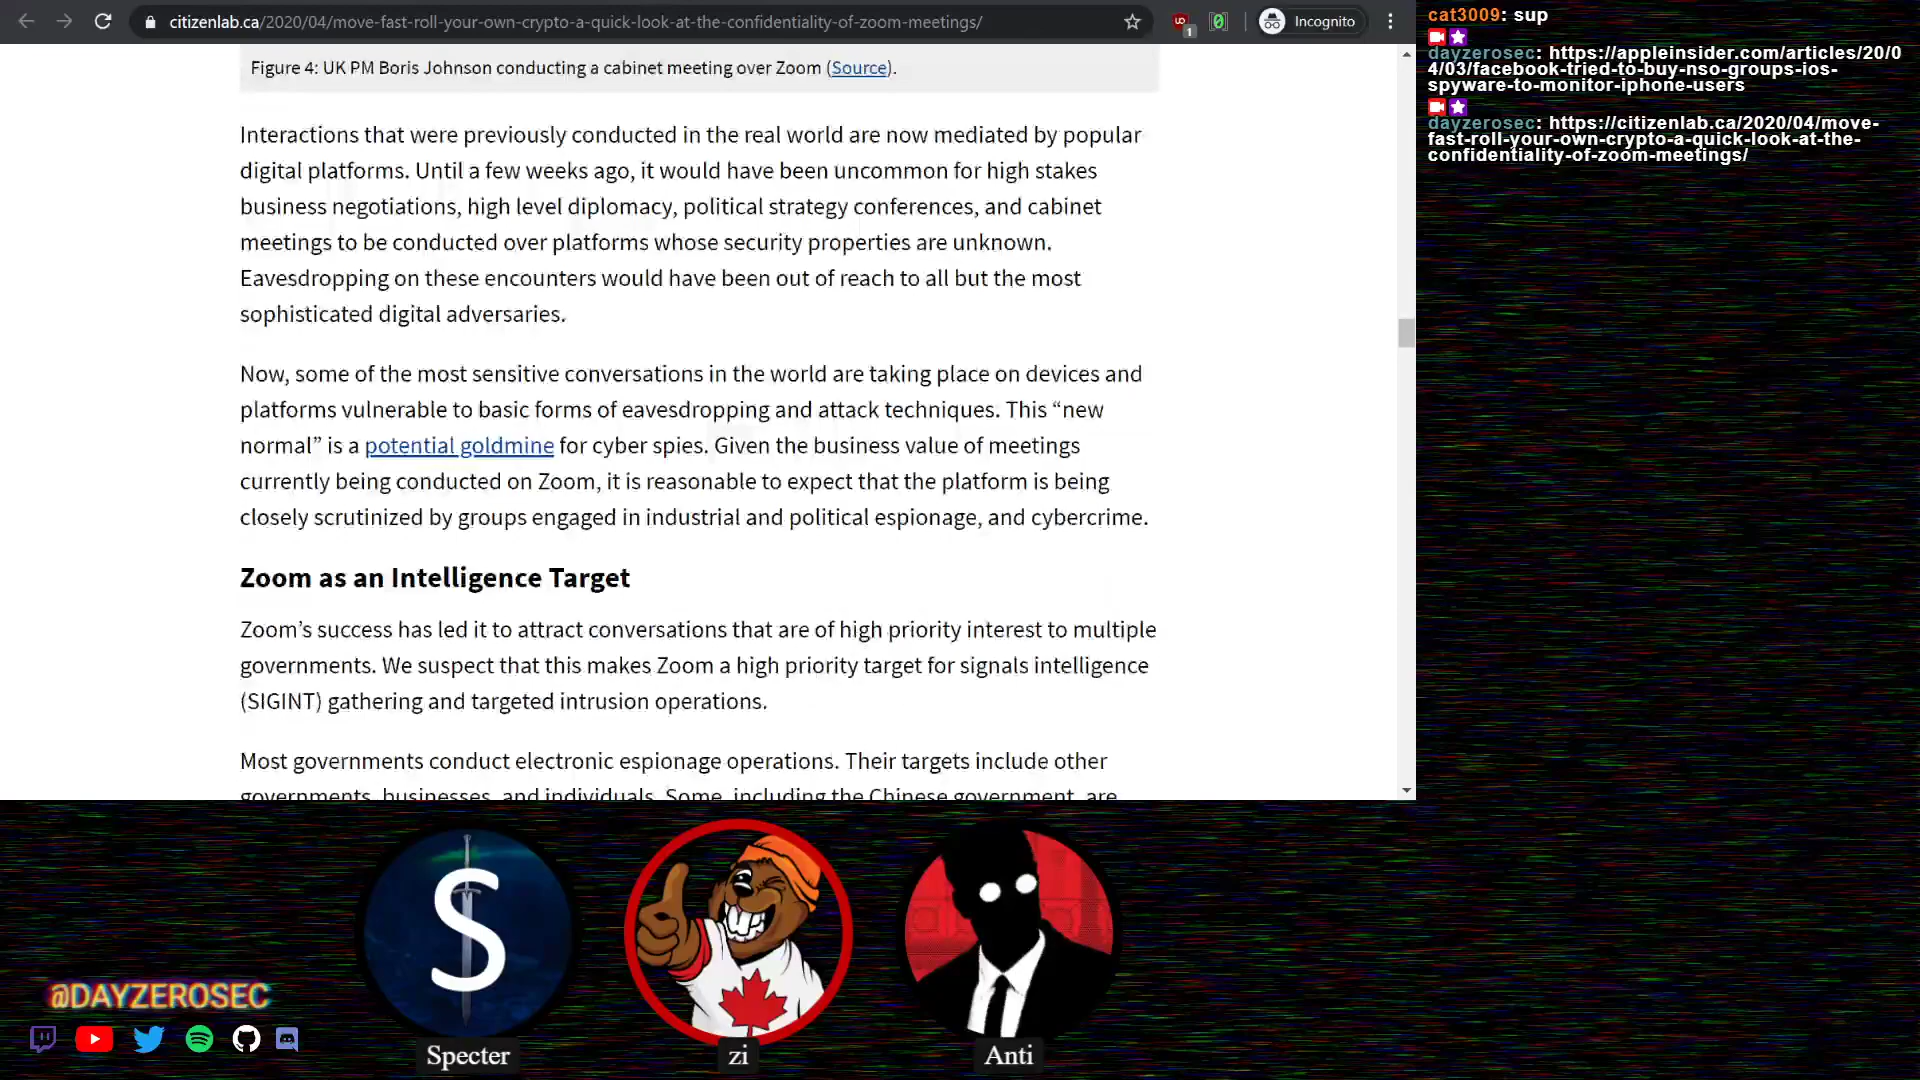 citizenlab.ca/2020/04/move-fast-roll-your-own-crypto-a-quick-look-at-the-confidentiality-of-zoom-meetings/
1
Incognito
Figure 4: UK PM Boris Johnson conducting a cabinet meeting over Zoom (Source).
Interactions that were previously conducted in the real world are now mediated by popular
digital platforms. Until a few weeks ago, it would have been uncommon for high stakes
business negotiations, high level diplomacy, political strategy conferences, and cabinet
meetings to be conducted over platforms whose security properties are unknown.
Eavesdropping on these encounters would have been out of reach to all but the most
sophisticated digital adversaries.
Now, some of the most sensitive conversations in the world are taking place on devices and
platforms vulnerable to basic forms of eavesdropping and attack techniques. This “new
normal” is a potential goldmine for cyber spies. Given the business value of meetings
currently being conducted on Zoom, it is reasonable to expect that the platform is being
closely scrutinized by groups engaged in industrial and political espionage, and cybercrime.
Zoom as an Intelligence Target
Zoom’s success has led it to attract conversations that are of high priority interest to multiple
governments. We suspect that this makes Zoom a high priority target for signals intelligence
(SIGINT) gathering and targeted intrusion operations.
Most governments conduct electronic espionage operations. Their targets include other
governments, businesses, and individuals. Some, including the Chinese government, are
cat3009: sup
dayzerosec: https://appleinsider.com/articles/20/0
4/03/facebook-tried-to-buy-nso-groups-ios-
spyware-to-monitor-iphone-users
dayzerosec: https://citizenlab.ca/2020/04/move-
fast-roll-your-own-crypto-a-quick-look-at-the-
confidentiality-of-zoom-meetings/
@DAYZEROSEC
S
Specter
zi
Anti